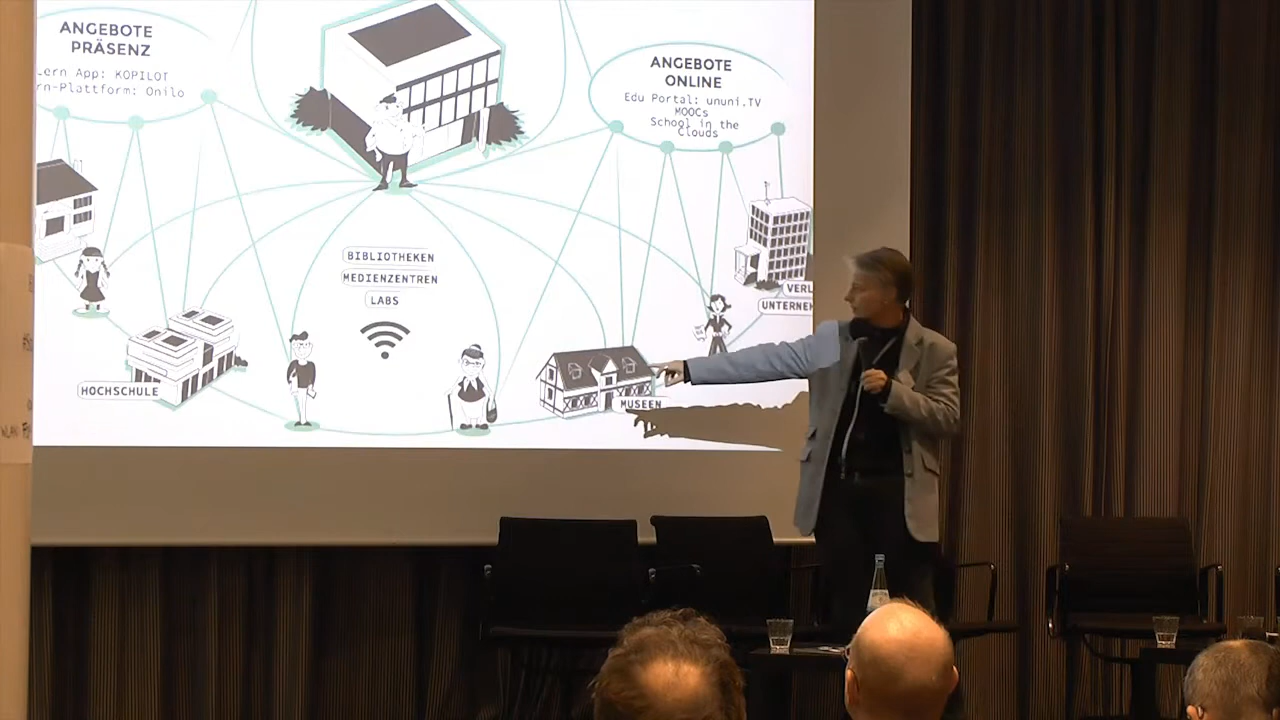 ANGEBOTE
PRÄSENZ
Lern App: KOPILOT
rn-Plattform: Onilo
ANGEBOTE
ONLINE
Edu Portal: ununi.TV
MOOCs
School in the
Clouds
BIBLIOTHEKEN
MEDIENZENTREN
LABS
VERL
UNTERNEH
HOCHSCHULE
MUSEEN